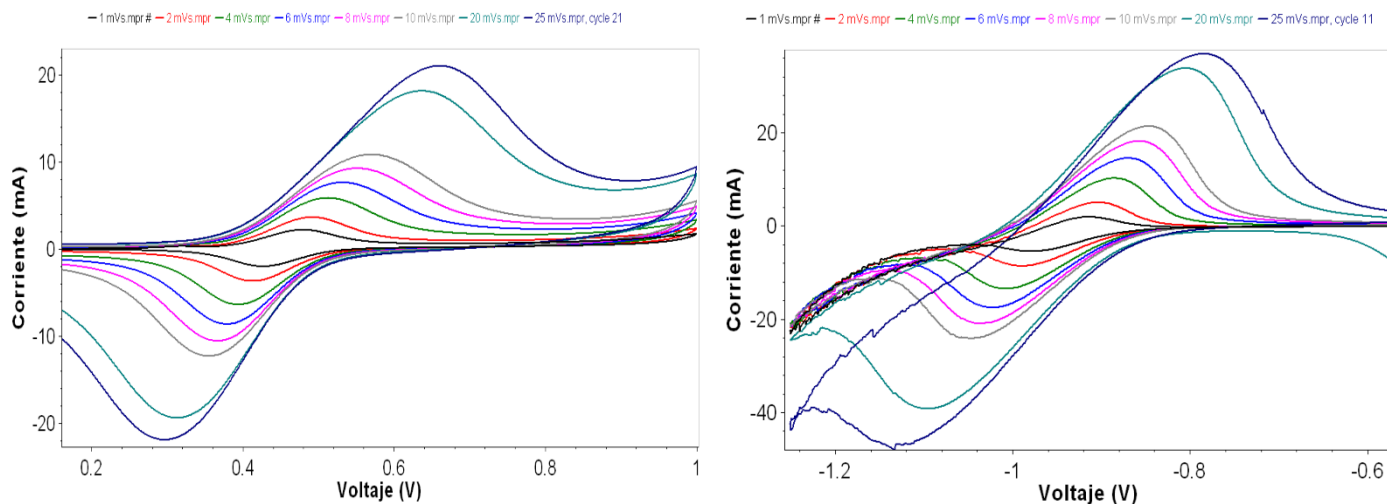 1 mVs.mpr # 2 mVs.mpr 4 mVs.mpr 6 mVs.mpr 8 mVs.mpr 10 mVs.mpr 20 mVs.mpr 25 mVs.mpr, cycle 21
20
10
0
-10
-20
Corriente (mA)
0.2 0.4 0.6 0.8 1
Voltaje (V)
1 mVs.mpr # 2 mVs.mpr 4 mVs.mpr 6 mVs.mpr 8 mVs.mpr 10 mVs.mpr 20 mVs.mpr 25 mVs.mpr, cycle 11
20
0
-20
-40
Corriente (mA)
-1.2 -1 -0.8 -0.6
Voltaje (V)